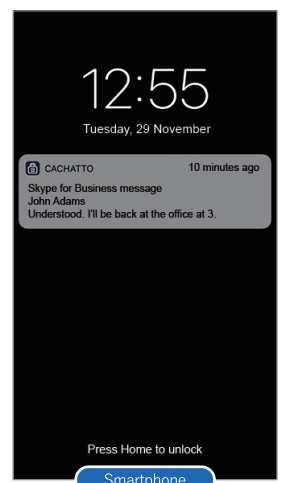 12:55
Tuesday, 29 November
CACHATTO 10 minutes ago
Skype for Business message
John Adams
Understood. I'll be back at the office at 3.
Press Home to unlock
Smartphone